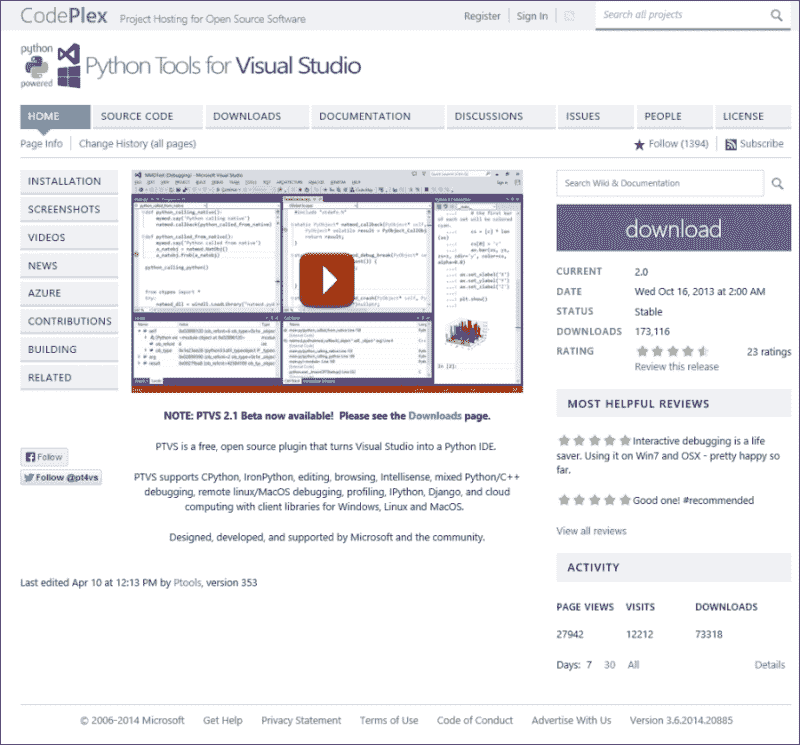 CodePlex Project Hosting for Open Source Software
Register Sign In
Search all projects
python
powered
Python Tools for Visual Studio
HOME SOURCE CODE DOWNLOADS DOCUMENTATION DISCUSSIONS ISSUES PEOPLE LICENSE
Page Info Change History (all pages)
Follow (1394) Subscribe
INSTALLATION
SCREENSHOTS
VIDEOS
NEWS
AZURE
CONTRIBUTIONS
BUILDING
RELATED
Follow
Follow @pt4vs
def python_calling_native():
python_calling_python()
NOTE: PTVS 2.1 Beta now available! Please see the Downloads page.
PTVS is a free, open source plugin that turns Visual Studio into a Python IDE.
PTVS supports CPython, IronPython, editing, browsing, Intellisense, mixed Python/C++
debugging, remote linux/MacOS debugging, profiling, IPython, Django, and cloud
computing with client libraries for Windows, Linux and MacOS.
Designed, developed, and supported by Microsoft and the community.
Last edited Apr 10 at 12:13 PM by Ptools, version 353
Search Wiki & Documentation
download
CURRENT 2.0
DATE Wed Oct 16, 2013 at 2:00 AM
STATUS Stable
DOWNLOADS 173,116
RATING 23 ratings
Review this release
MOST HELPFUL REVIEWS
Interactive debugging is a life
saver. Using it on Win7 and OSX - pretty happy so
far.
Good one! #recommended
View all reviews
ACTIVITY
PAGE VIEWS VISITS DOWNLOADS
27942 12212 73318
Days: 7 30 All Details
© 2006-2014 Microsoft Get Help Privacy Statement Terms of Use Code of Conduct Advertise With Us Version 3.6.2014.20885